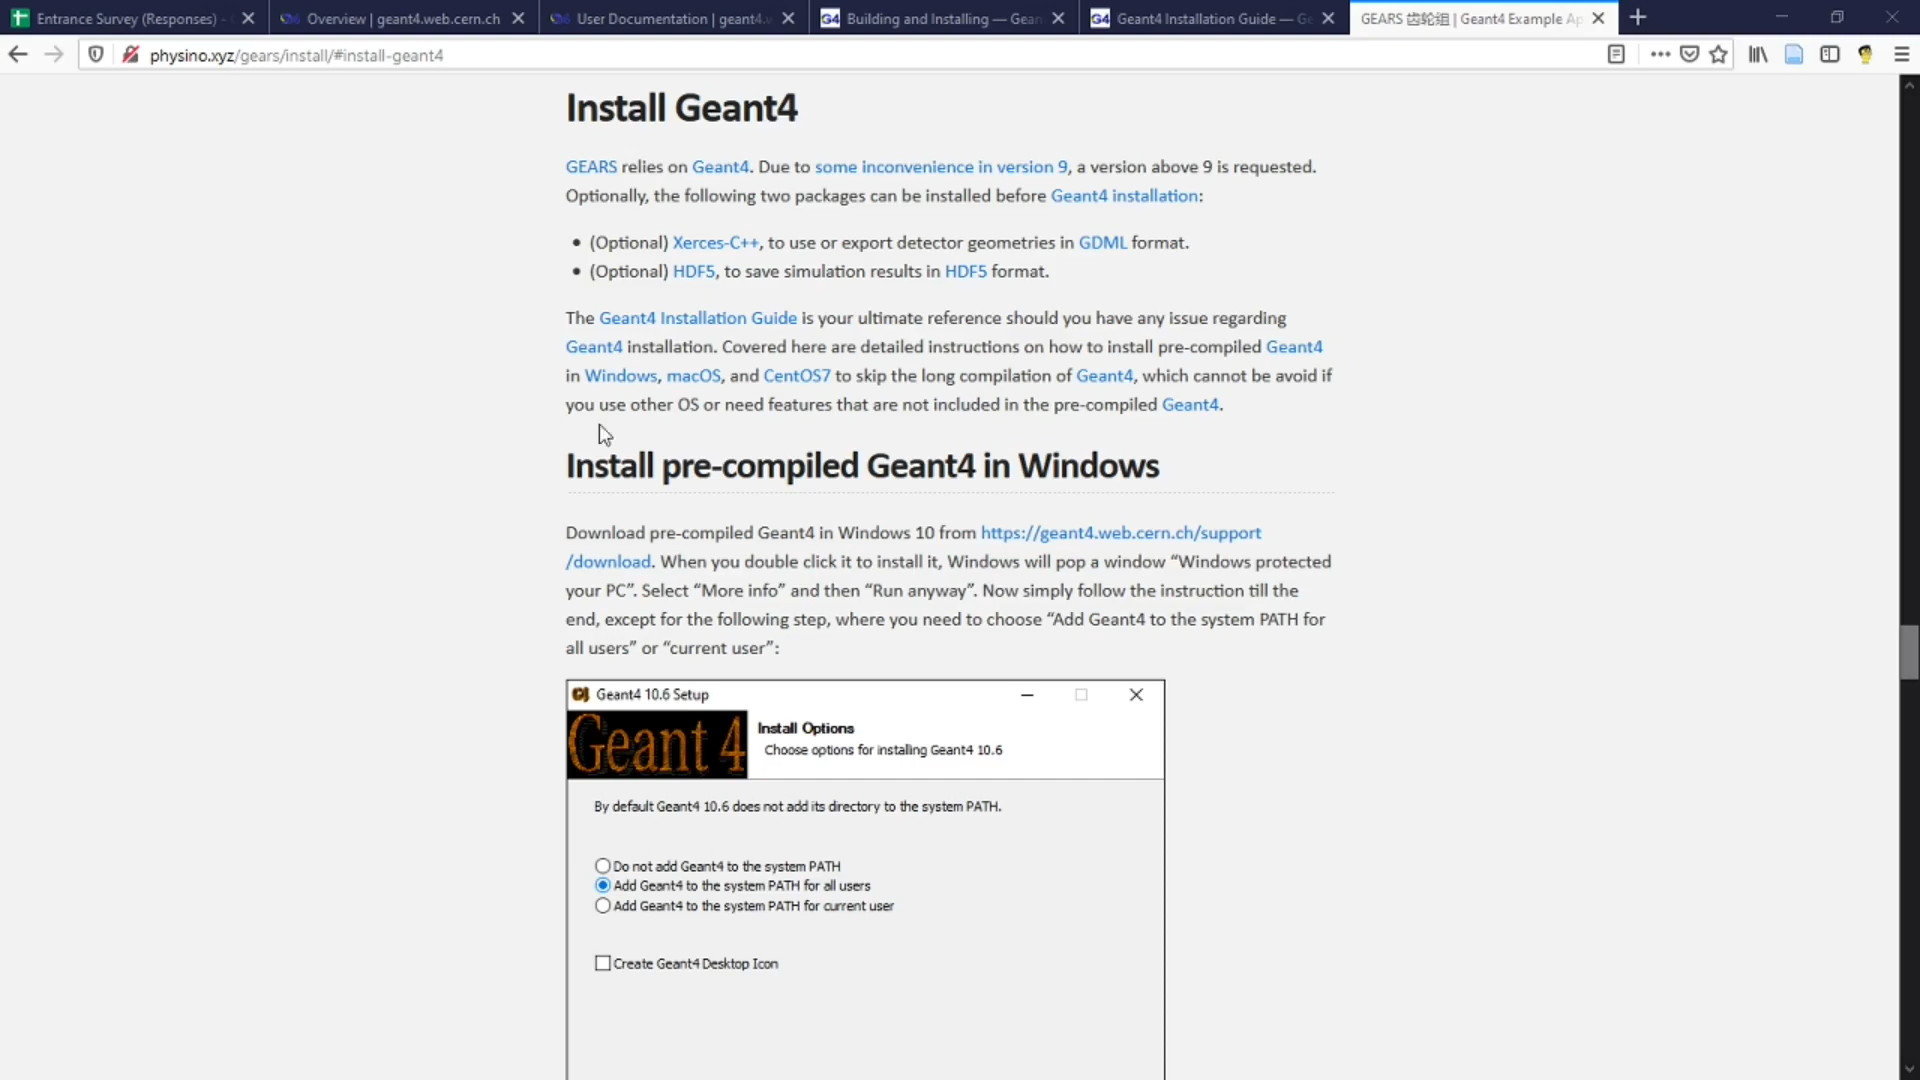 Entrance Survey (Responses) -
Overview | geant4.web.cern.ch
User Documentation | geant4.w
G4 Building and Installing — Gean
G4 Geant4 Installation Guide — Ge
GEARS 齿轮组 | Geant4 Example Ap
physino.xyz/gears/install/#install-geant4
Install Geant4
GEARS relies on Geant4. Due to some inconvenience in version 9, a version above 9 is requested.
Optionally, the following two packages can be installed before Geant4 installation:
• (Optional) Xerces-C++, to use or export detector geometries in GDML format.
• (Optional) HDF5, to save simulation results in HDF5 format.
The Geant4 Installation Guide is your ultimate reference should you have any issue regarding
Geant4 installation. Covered here are detailed instructions on how to install pre-compiled Geant4
in Windows, macOS, and CentOS7 to skip the long compilation of Geant4, which cannot be avoid if
you use other OS or need features that are not included in the pre-compiled Geant4.
Install pre-compiled Geant4 in Windows
Download pre-compiled Geant4 in Windows 10 from https://geant4.web.cern.ch/support
/download. When you double click it to install it, Windows will pop a window “Windows protected
your PC”. Select “More info” and then “Run anyway”. Now simply follow the instruction till the
end, except for the following step, where you need to choose “Add Geant4 to the system PATH for
all users” or “current user”:
Geant4 10.6 Setup
Geant 4
Install Options
Choose options for installing Geant4 10.6
By default Geant4 10.6 does not add its directory to the system PATH.
Do not add Geant4 to the system PATH
Add Geant4 to the system PATH for all users
Add Geant4 to the system PATH for current user
Create Geant4 Desktop Icon